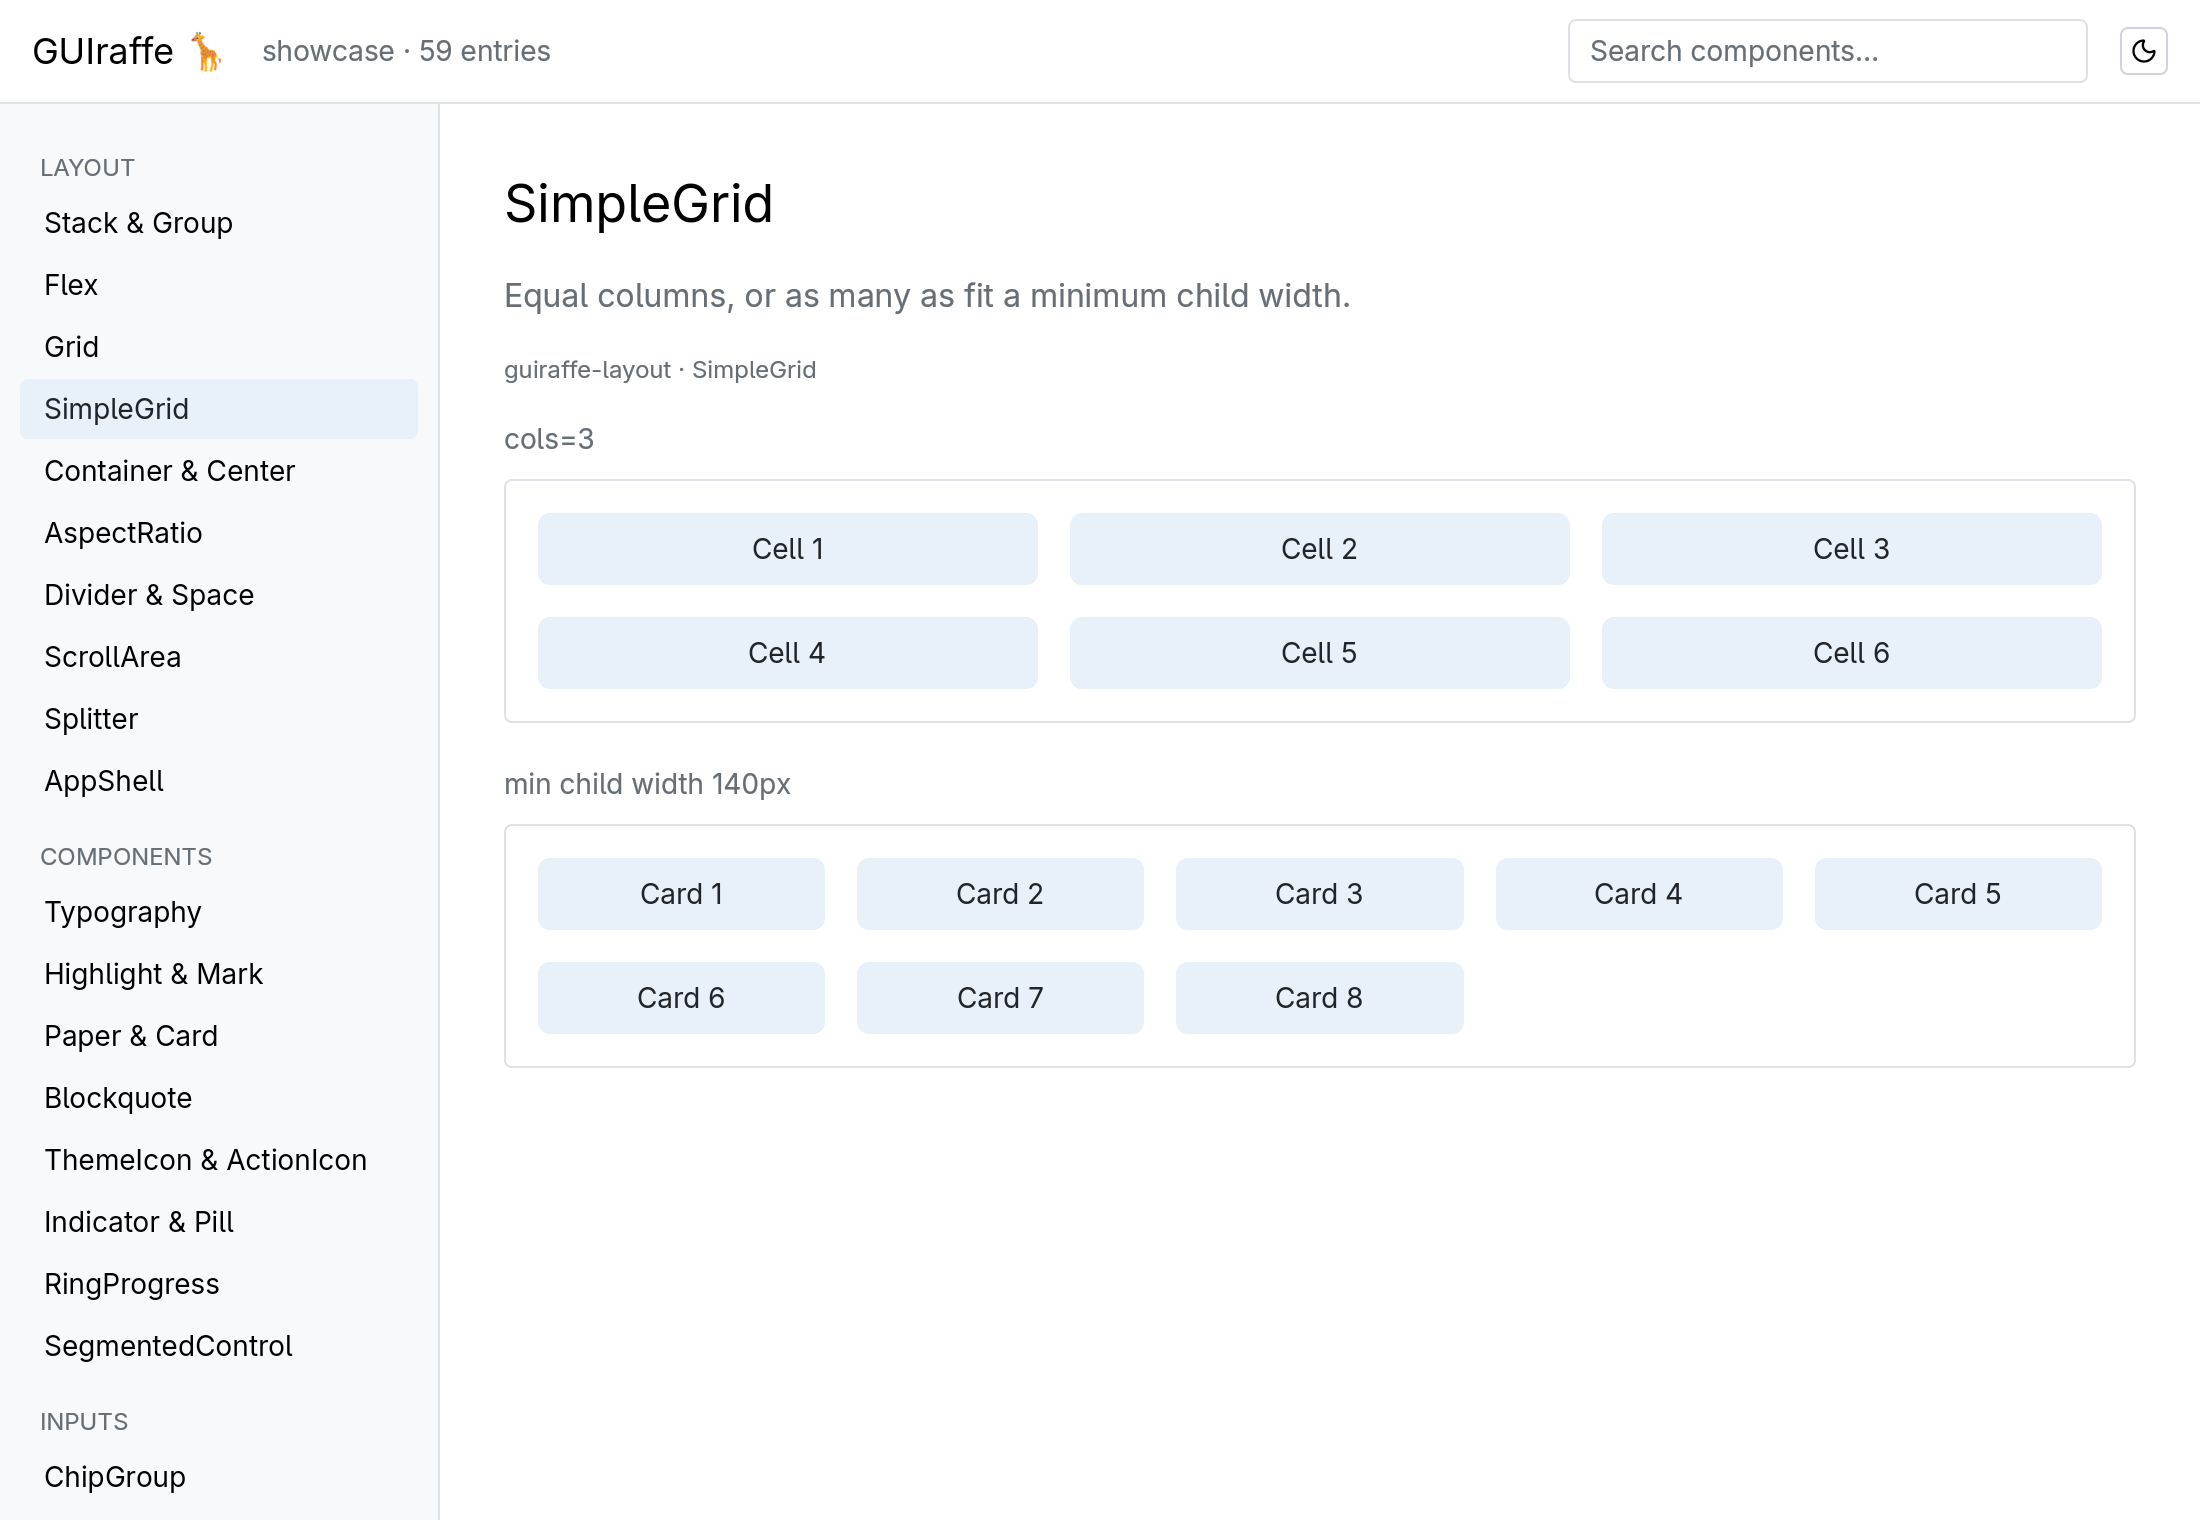 GUIraffe 🦒 showcase · 59 entries
Search components...
LAYOUT
Stack & Group
Flex
Grid
SimpleGrid
Container & Center
AspectRatio
Divider & Space
ScrollArea
Splitter
AppShell
COMPONENTS
Typography
Highlight & Mark
Paper & Card
Blockquote
ThemeIcon & ActionIcon
Indicator & Pill
RingProgress
SegmentedControl
INPUTS
ChipGroup
SimpleGrid
Equal columns, or as many as fit a minimum child width.
guiraffe-layout · SimpleGrid
cols=3
Cell 1 Cell 2 Cell 3
Cell 4 Cell 5 Cell 6
min child width 140px
Card 1 Card 2 Card 3 Card 4 Card 5
Card 6 Card 7 Card 8